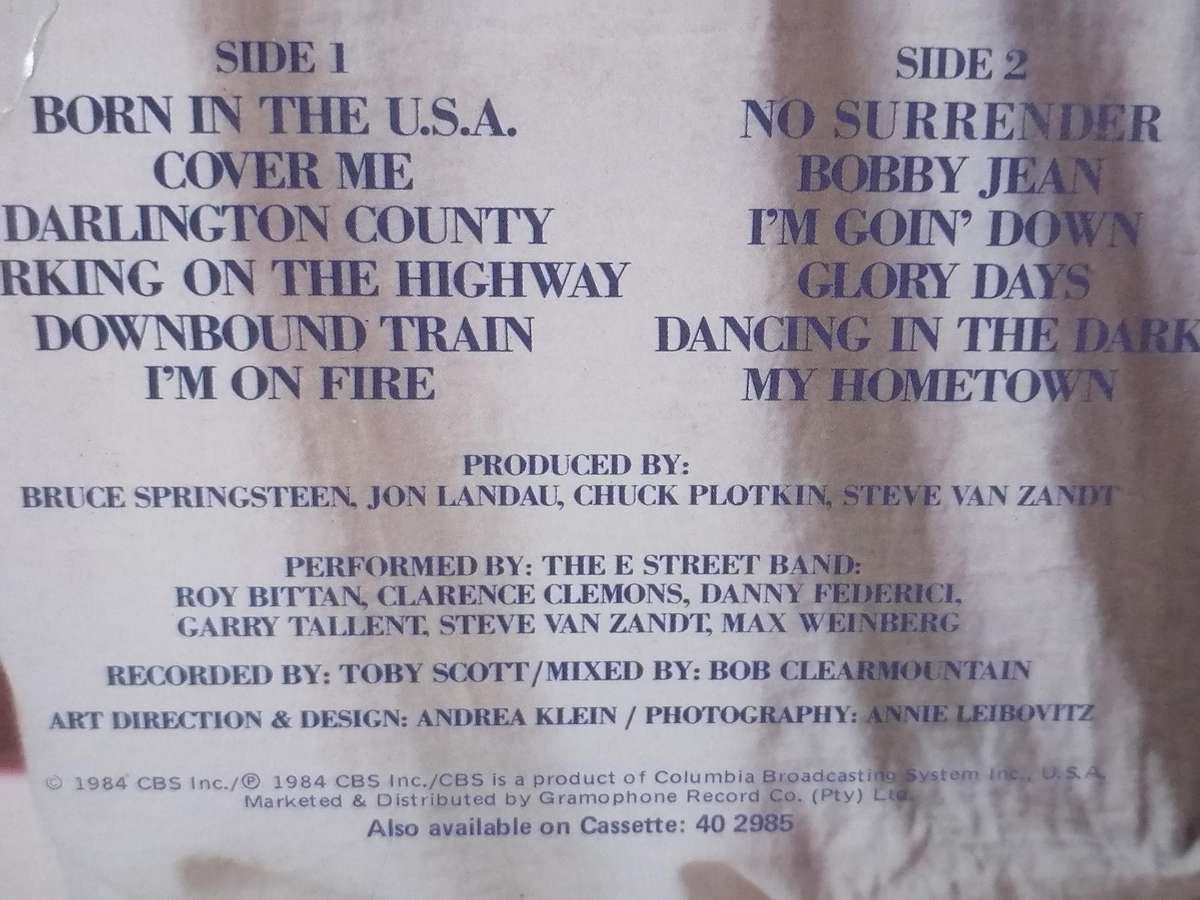 SIDE 1
BORN IN THE U.S.A.
COVER ME
DARLINGTON COUNTY
RKING ON THE HIGHWAY
DOWNBOUND TRAIN
I'M ON FIRE
SIDE 2
NO SURRENDER
BOBBY JEAN
I'M GOIN' DOWN
GLORY DAYS
DANCING IN THE DARK
MY HOMETOWN
PRODUCED BY:
BRUCE SPRINGSTEEN, JON LANDAU, CHUCK PLOTKIN, STEVE VAN ZANDT
PERFORMED BY: THE E STREET BAND:
ROY BITTAN, CLARENCE CLEMONS, DANNY FEDERICI,
GARRY TALLENT, STEVE VAN ZANDT, MAX WEINBERG
RECORDED BY: TOBY SCOTT/MIXED BY: BOB CLEARMOUNTAIN
ART DIRECTION & DESIGN: ANDREA KLEIN / PHOTOGRAPHY: ANNIE LEIBOVITZ
© 1984 CBS Inc./℗ 1984 CBS Inc./CBS is a product of Columbia Broadcasting System Inc., U.S.A.
Marketed & Distributed by Gramophone Record Co. (Pty) Ltd.
Also available on Cassette: 40 2985